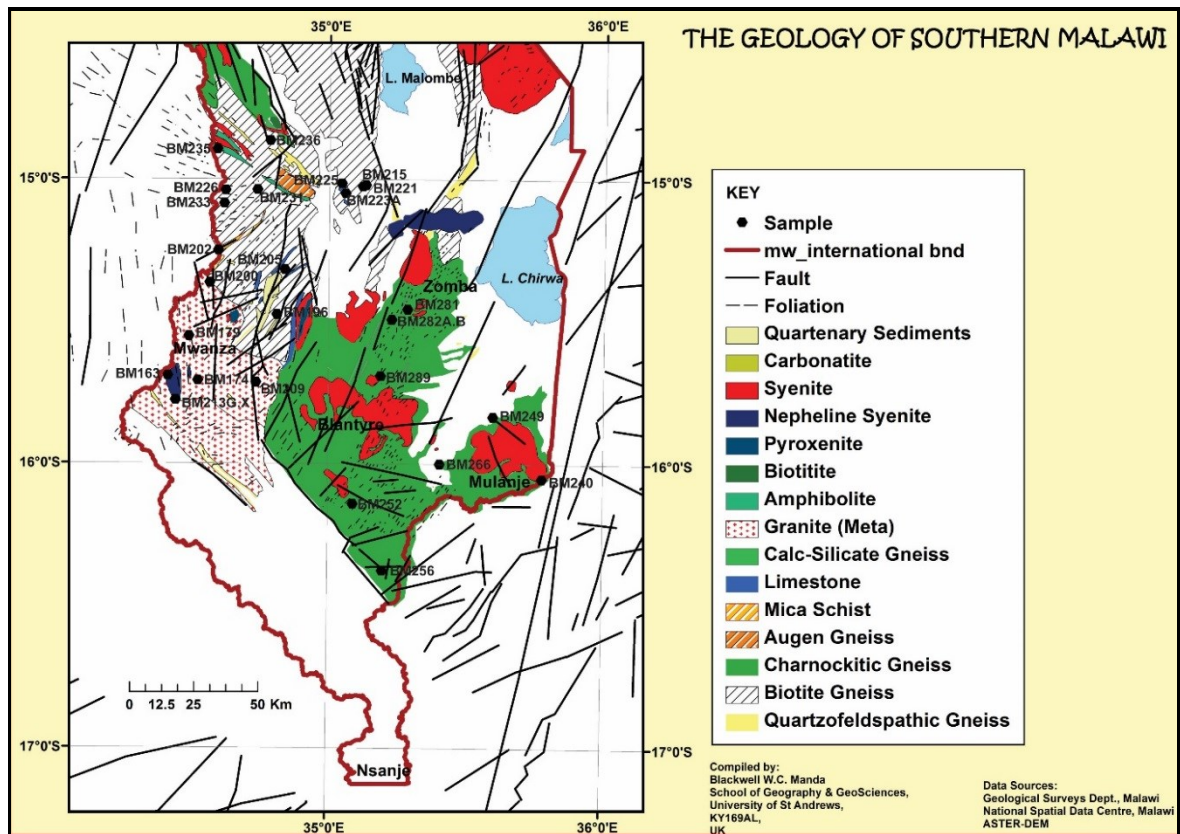 THE GEOLOGY OF SOUTHERN MALAWI
35°0'E
36°0'E
L. Malombe
BM236
BM235
15°0'S
BM215
BM225
BM221
BM226
BM231
BM223A
BM233
L. Chirwa
BM202
BM205
BM200
Zomba
BM281
BM196
BM282A.B
BM179
Mwanza
BM163
BM174
BM209
BM289
BM213G.X
Blantyre
BM249
16°0'S
BM266
Mulanje
BM240
BM252
BM256
0 12.5 25 50 Km
17°0'S
Nsanje
35°0'E
36°0'E
15°0'S
16°0'S
17°0'S
KEY
Sample
mw_international bnd
Fault
Foliation
Quartenary Sediments
Carbonatite
Syenite
Nepheline Syenite
Pyroxenite
Biotitite
Amphibolite
Granite (Meta)
Calc-Silicate Gneiss
Limestone
Mica Schist
Augen Gneiss
Charnockitic Gneiss
Biotite Gneiss
Quartzofeldspathic Gneiss
Compiled by:
Blackwell W.C. Manda
School of Geography & GeoSciences,
University of St Andrews,
KY169AL,
UK
Data Sources:
Geological Surveys Dept., Malawi
National Spatial Data Centre, Malawi
ASTER-DEM